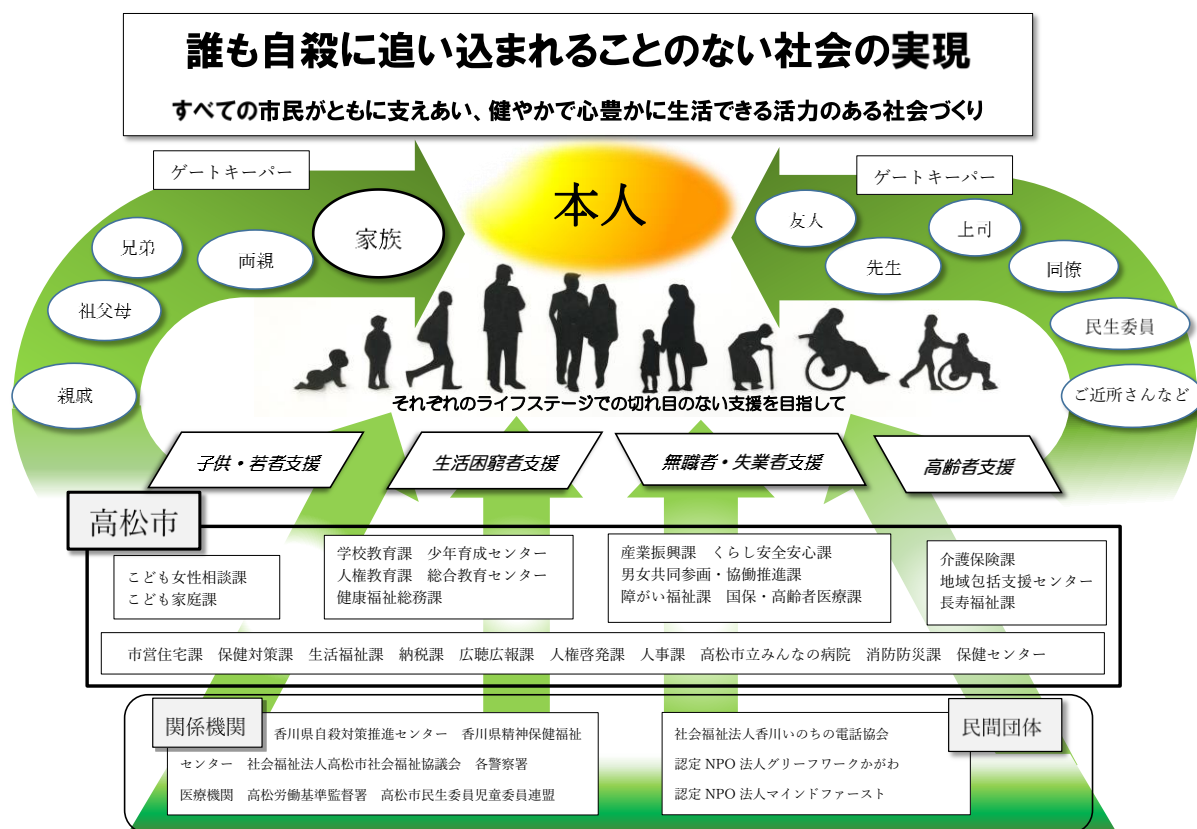 誰も自殺に追い込まれることのない社会の実現
すべての市民がともに支えあい、健やかで心豊かに生活できる活力のある社会づくり
ゲートキーパー
本人
ゲートキーパー
家族
両親
兄弟
祖父母
親戚
友人
先生
上司
同僚
民生委員
ご近所さんなど
それぞれのライフステージでの切れ目のない支援を目指して
子供・若者支援
生活困窮者支援
無職者・失業者支援
高齢者支援
高松市
こども女性相談課
こども家庭課
学校教育課 少年育成センター
人権教育課 総合教育センター
健康福祉総務課
産業振興課 くらし安全安心課
男女共同参画・協働推進課
障がい福祉課 国保・高齢者医療課
介護保険課
地域包括支援センター
長寿福祉課
市営住宅課 保健対策課 生活福祉課 納税課 広聴広報課 人権啓発課 人事課 高松市立みんなの病院 消防防災課 保健センター
関係機関
香川県自殺対策推進センター 香川県精神保健福祉
センター 社会福祉法人高松市社会福祉協議会 各警察署
医療機関 高松労働基準監督署 高松市民生委員児童委員連盟
民間団体
社会福祉法人香川いのちの電話協会
認定 NPO 法人グリーフワークかがわ
認定 NPO 法人マインドファースト